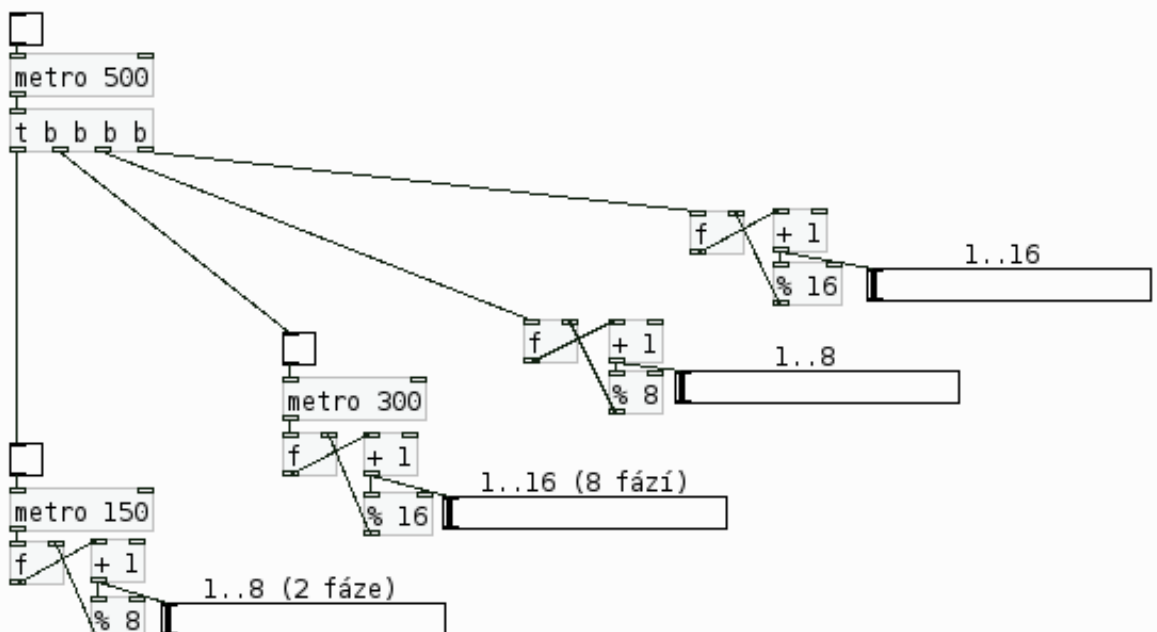 metro 500
t b b b b
f
+ 1
1..16
% 16
f
+ 1
1..8
% 8
metro 300
f
+ 1
1..16 (8 fází)
% 16
metro 150
f
+ 1
1..8 (2 fáze)
% 8